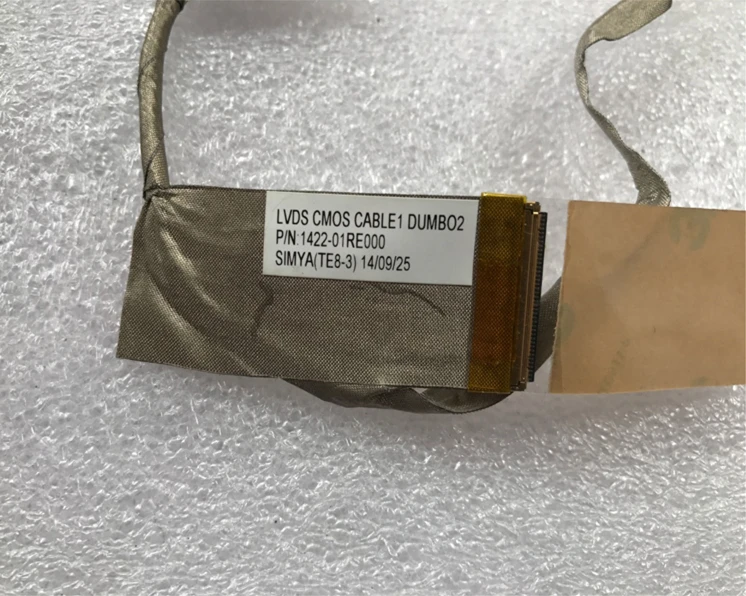 LVDS CMOS CABLE1 DUMBO2
P/N:1422-01RE000
SIMYA(TE8-3) 14/09/25